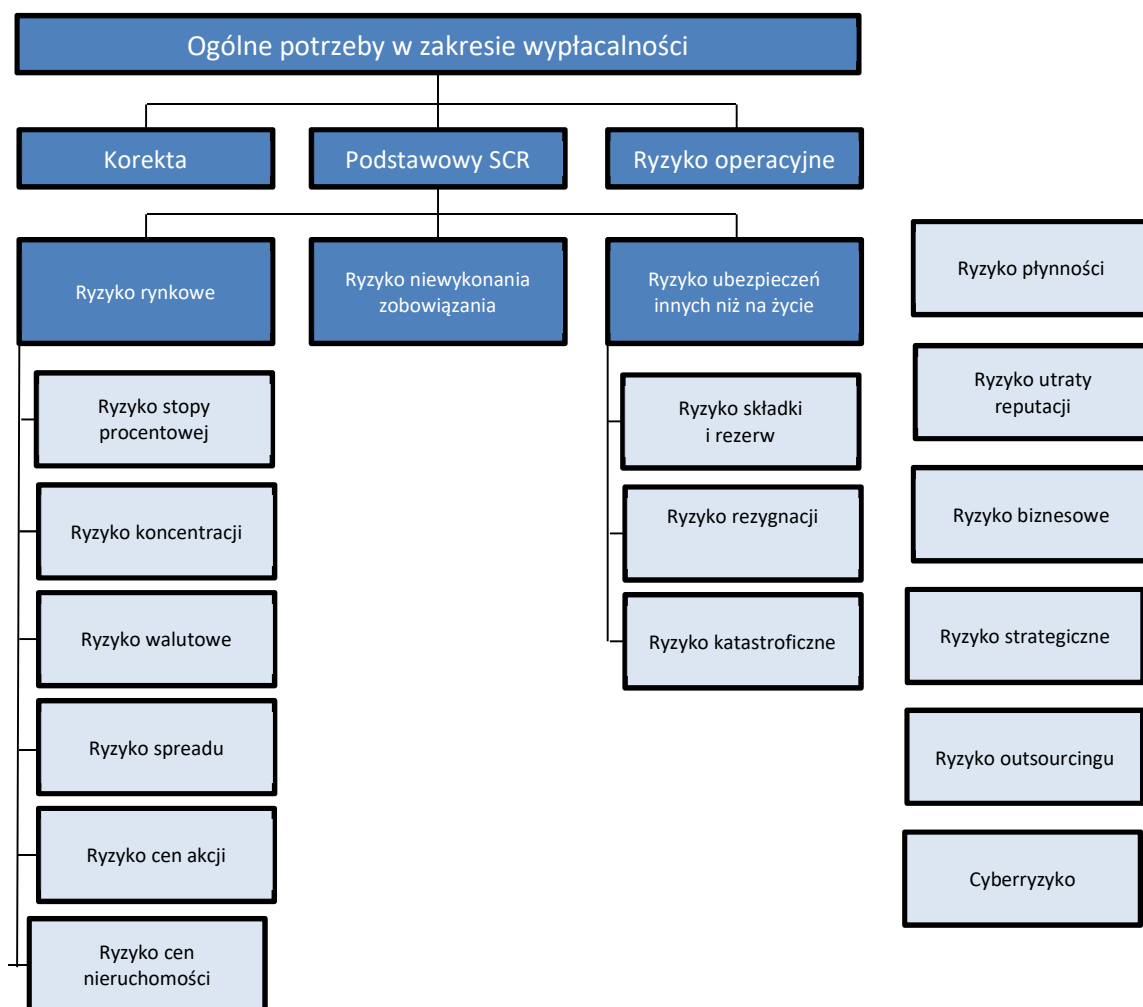 Ogólne potrzeby w zakresie wypłacalności
Korekta
Podstawowy SCR
Ryzyko operacyjne
Ryzyko rynkowe
Ryzyko niewykonania
zobowiązania
Ryzyko ubezpieczeń
innych niż na życie
Ryzyko stopy
procentowej
Ryzyko koncentracji
Ryzyko walutowe
Ryzyko spreadu
Ryzyko cen akcji
Ryzyko cen
nieruchomości
Ryzyko składki
i rezerw
Ryzyko rezygnacji
Ryzyko katastroficzne
Ryzyko płynności
Ryzyko utraty
reputacji
Ryzyko biznesowe
Ryzyko strategiczne
Ryzyko outsourcingu
Cyberryzyko